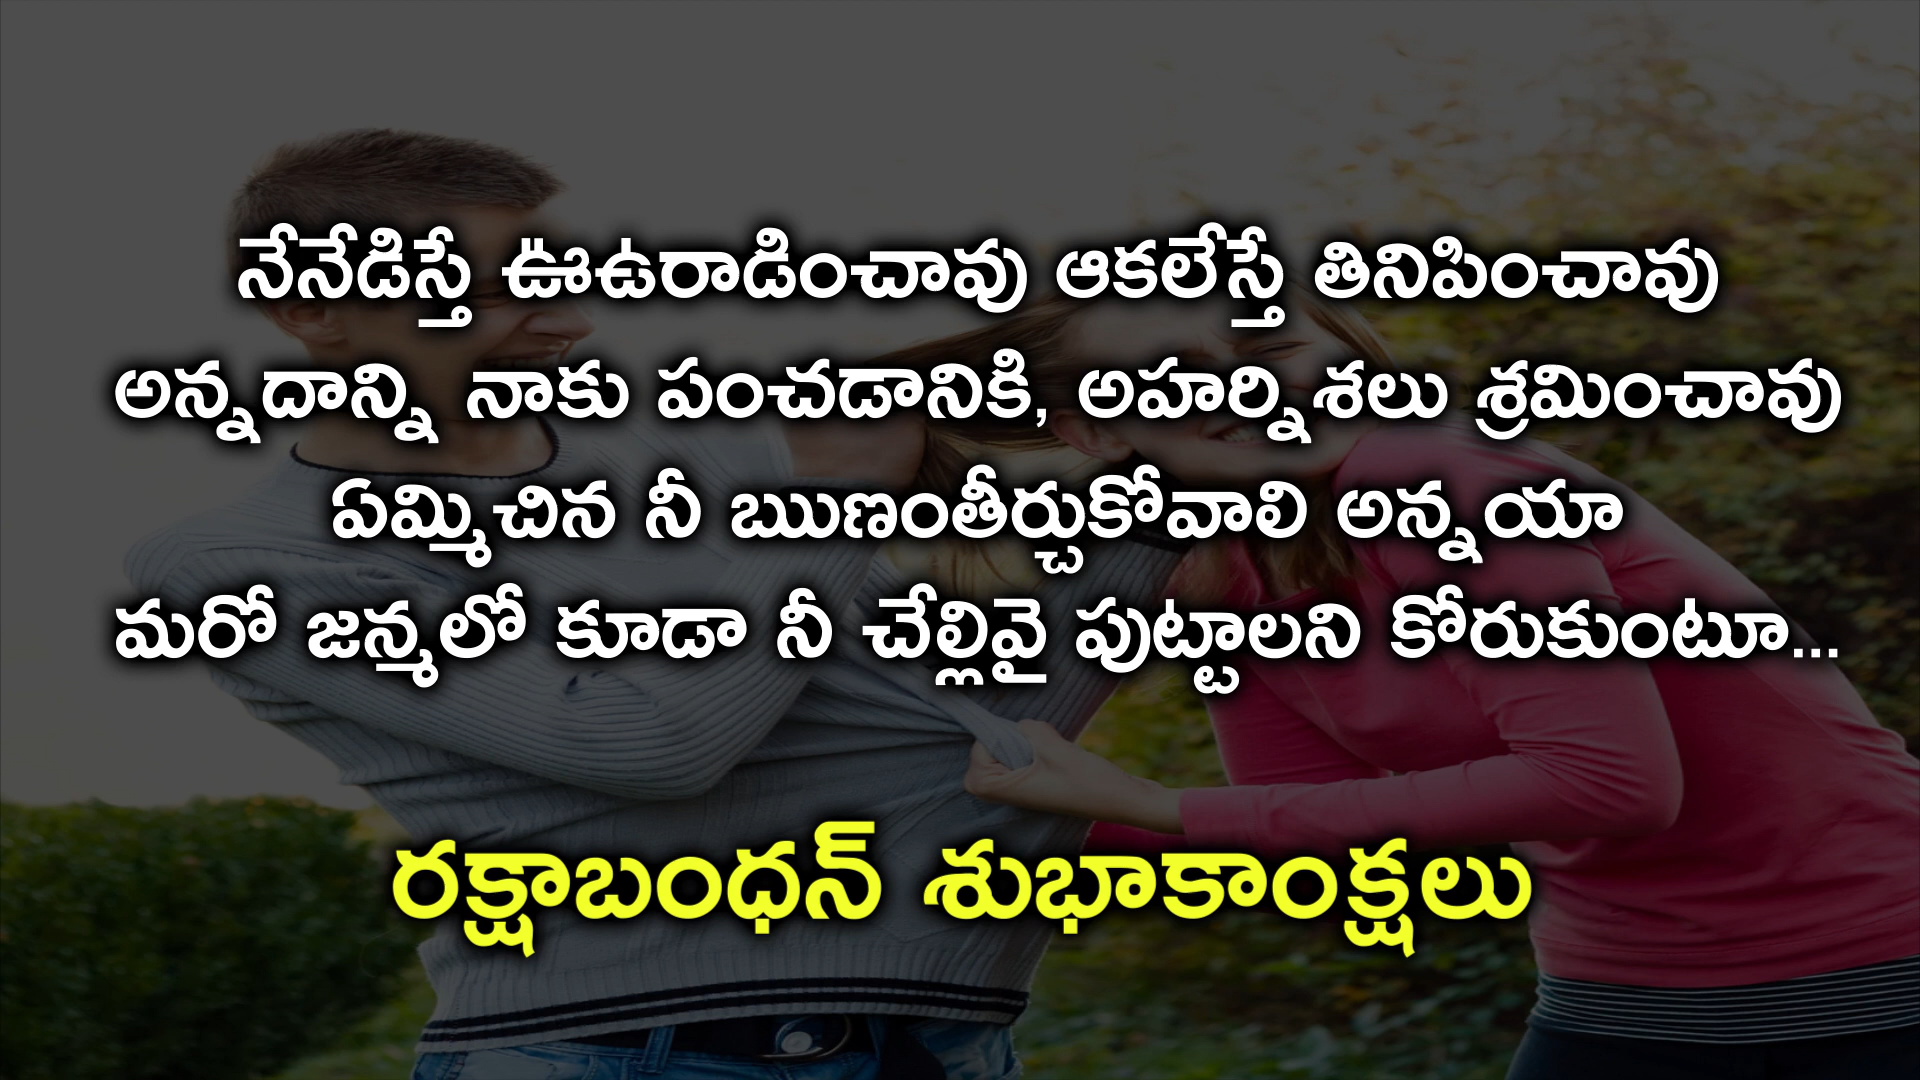 నేనేడిస్తే ఊఉరాడించావు ఆకలేస్తే తినిపించావు
అన్నదాన్ని నాకు పంచడానికి, అహర్నిశలు శ్రమించావు
ఏమ్మిచిన నీ ఋణంతీర్చుకోవాలి అన్నయా
మరో జన్మలో కూడా నీ చేల్లివై పుట్టాలని కోరుకుంటూ...
రక్షాబంధన్ శుభాకాంక్షలు